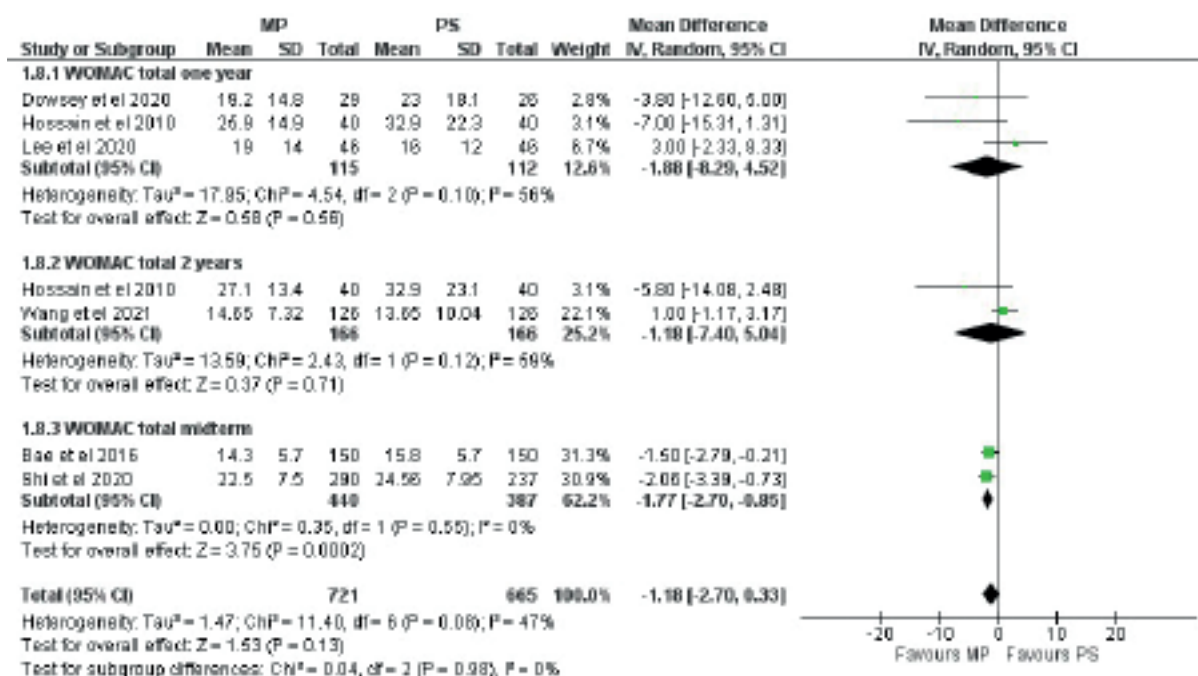 MP PS Mean Difference Mean Difference
Study or Subgroup Mean SD Total Mean SD Total Weight IV, Random, 95% CI IV, Random, 95% CI
1.8.1 WOMAC total one year
Dowsey et el 2020 19.2 14.8 29 23 18.1 26 2.8% -3.80 [-12.60, 5.00]
Hossain et el 2010 25.9 14.9 40 32.9 22.3 40 3.1% -7.00 [-15.31, 1.31]
Lee et el 2020 19 14 46 16 12 46 6.7% 3.00 [-2.33, 8.33]
Subtotal (95% CI) 115 112 12.6% -1.88 [-8.29, 4.52]
Heterogeneity: Tau² = 17.95; Chi² = 4.54, df = 2 (P = 0.10); I² = 56%
Test for overall effect: Z = 0.58 (P = 0.56)
1.8.2 WOMAC total 2 years
Hossain et el 2010 27.1 13.4 40 32.9 23.1 40 3.1% -5.80 [-14.08, 2.48]
Wang et el 2021 14.65 7.32 126 13.65 10.04 126 22.1% 1.00 [-1.17, 3.17]
Subtotal (95% CI) 166 166 25.2% -1.18 [-7.40, 5.04]
Heterogeneity: Tau² = 13.59; Chi² = 2.43, df = 1 (P = 0.12); I² = 59%
Test for overall effect: Z = 0.37 (P = 0.71)
1.8.3 WOMAC total midterm
Bae et el 2016 14.3 5.7 150 15.8 5.7 150 31.3% -1.50 [-2.79, -0.21]
Shi et el 2020 22.5 7.5 290 24.56 7.95 237 30.9% -2.06 [-3.39, -0.73]
Subtotal (95% CI) 440 387 62.2% -1.77 [-2.70, -0.85]
Heterogeneity: Tau² = 0.00; Chi² = 0.35, df = 1 (P = 0.55); I² = 0%
Test for overall effect: Z = 3.75 (P = 0.0002)
Total (95% CI) 721 665 100.0% -1.18 [-2.70, 0.33]
Heterogeneity: Tau² = 1.47; Chi² = 11.40, df = 6 (P = 0.08); I² = 47%
Test for overall effect: Z = 1.53 (P = 0.13)
Test for subgroup differences: Chi² = 0.04, df = 2 (P = 0.98), I² = 0%
-20 -10 0 10 20
Favours MP Favours PS